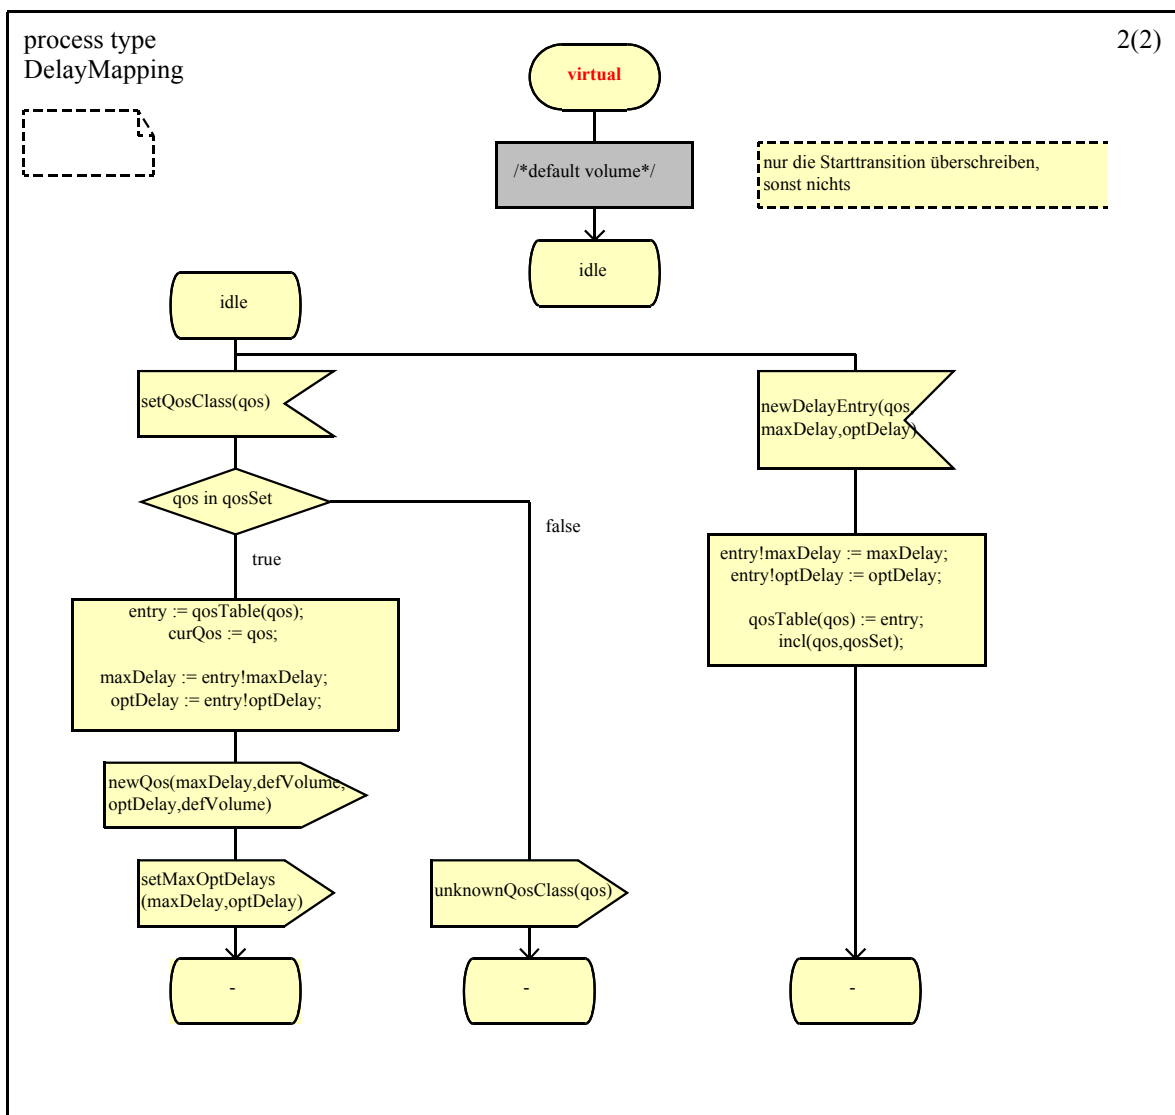 process type
DelayMapping
2(2)
virtual
/*default volume*/
nur die Starttransition überschreiben,
sonst nichts
idle
idle
setQosClass(qos)
newDelayEntry(qos,
maxDelay,optDelay)
qos in qosSet
false
true
entry!maxDelay := maxDelay;
entry!optDelay := optDelay;
qosTable(qos) := entry;
incl(qos,qosSet);
entry := qosTable(qos);
curQos := qos;
maxDelay := entry!maxDelay;
optDelay := entry!optDelay;
newQos(maxDelay,defVolume,
optDelay,defVolume)
setMaxOptDelays
(maxDelay,optDelay)
unknownQosClass(qos)
-
-
-